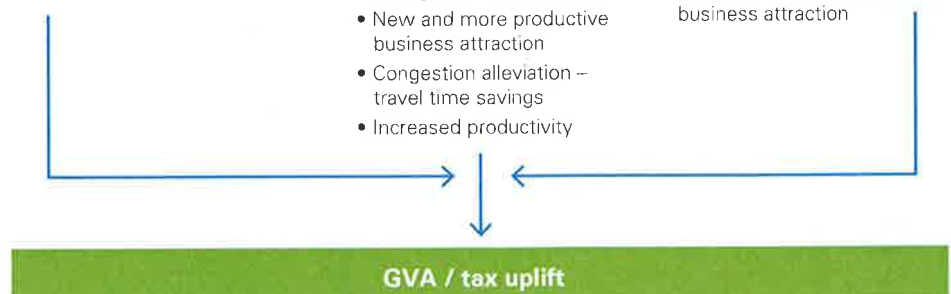 • New and more productive
business attraction
• Congestion alleviation –
travel time savings
• Increased productivity
business attraction
GVA / tax uplift